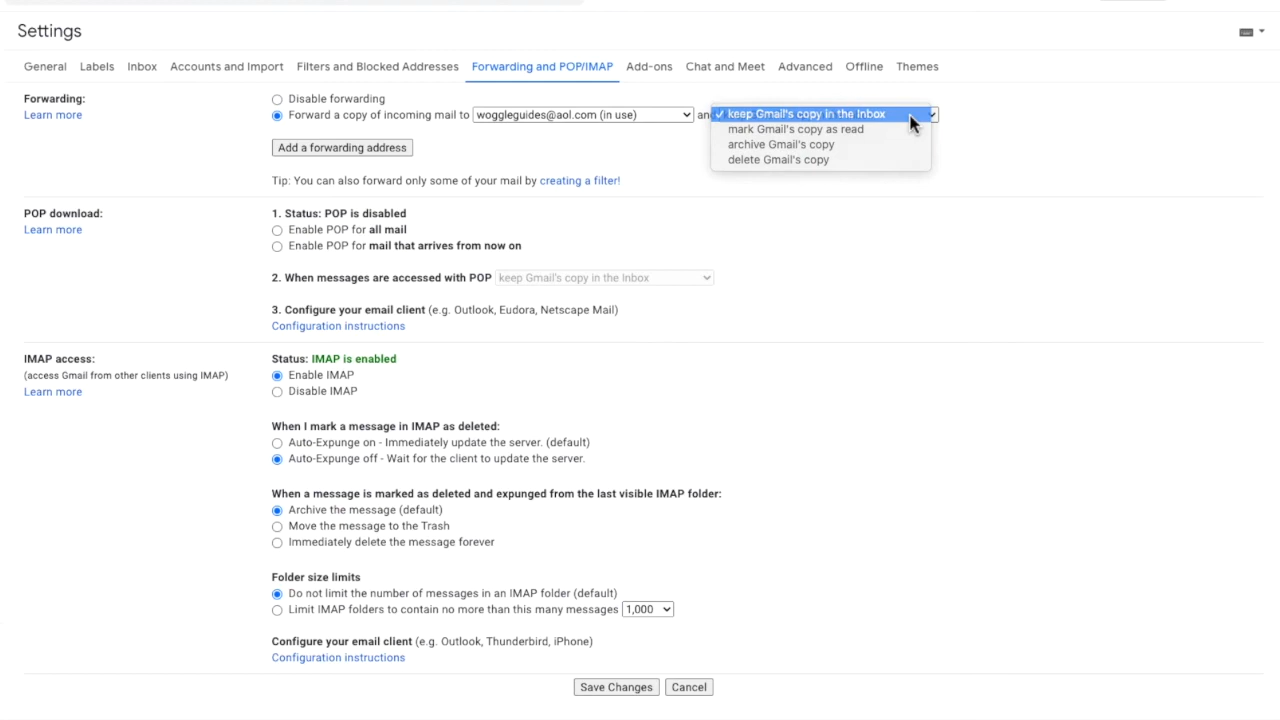 Settings
General Labels Inbox Accounts and Import Filters and Blocked Addresses Forwarding and POP/IMAP Add-ons Chat and Meet Advanced Offline Themes
Forwarding:
Learn more
Disable forwarding
Forward a copy of incoming mail to woggleguides@aol.com (in use) an
✓ keep Gmail's copy in the Inbox
mark Gmail's copy as read
archive Gmail's copy
delete Gmail's copy
Add a forwarding address
Tip: You can also forward only some of your mail by creating a filter!
POP download:
Learn more
1. Status: POP is disabled
Enable POP for all mail
Enable POP for mail that arrives from now on
2. When messages are accessed with POP keep Gmail's copy in the Inbox
3. Configure your email client (e.g. Outlook, Eudora, Netscape Mail)
Configuration instructions
IMAP access:
(access Gmail from other clients using IMAP)
Learn more
Status: IMAP is enabled
Enable IMAP
Disable IMAP
When I mark a message in IMAP as deleted:
Auto-Expunge on - Immediately update the server. (default)
Auto-Expunge off - Wait for the client to update the server.
When a message is marked as deleted and expunged from the last visible IMAP folder:
Archive the message (default)
Move the message to the Trash
Immediately delete the message forever
Folder size limits
Do not limit the number of messages in an IMAP folder (default)
Limit IMAP folders to contain no more than this many messages 1,000
Configure your email client (e.g. Outlook, Thunderbird, iPhone)
Configuration instructions
Save Changes Cancel